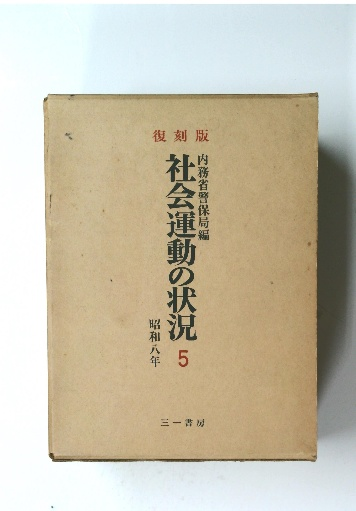 復刻版
内務省警保局編
社会運動の状況
5
昭和八年
三一書房